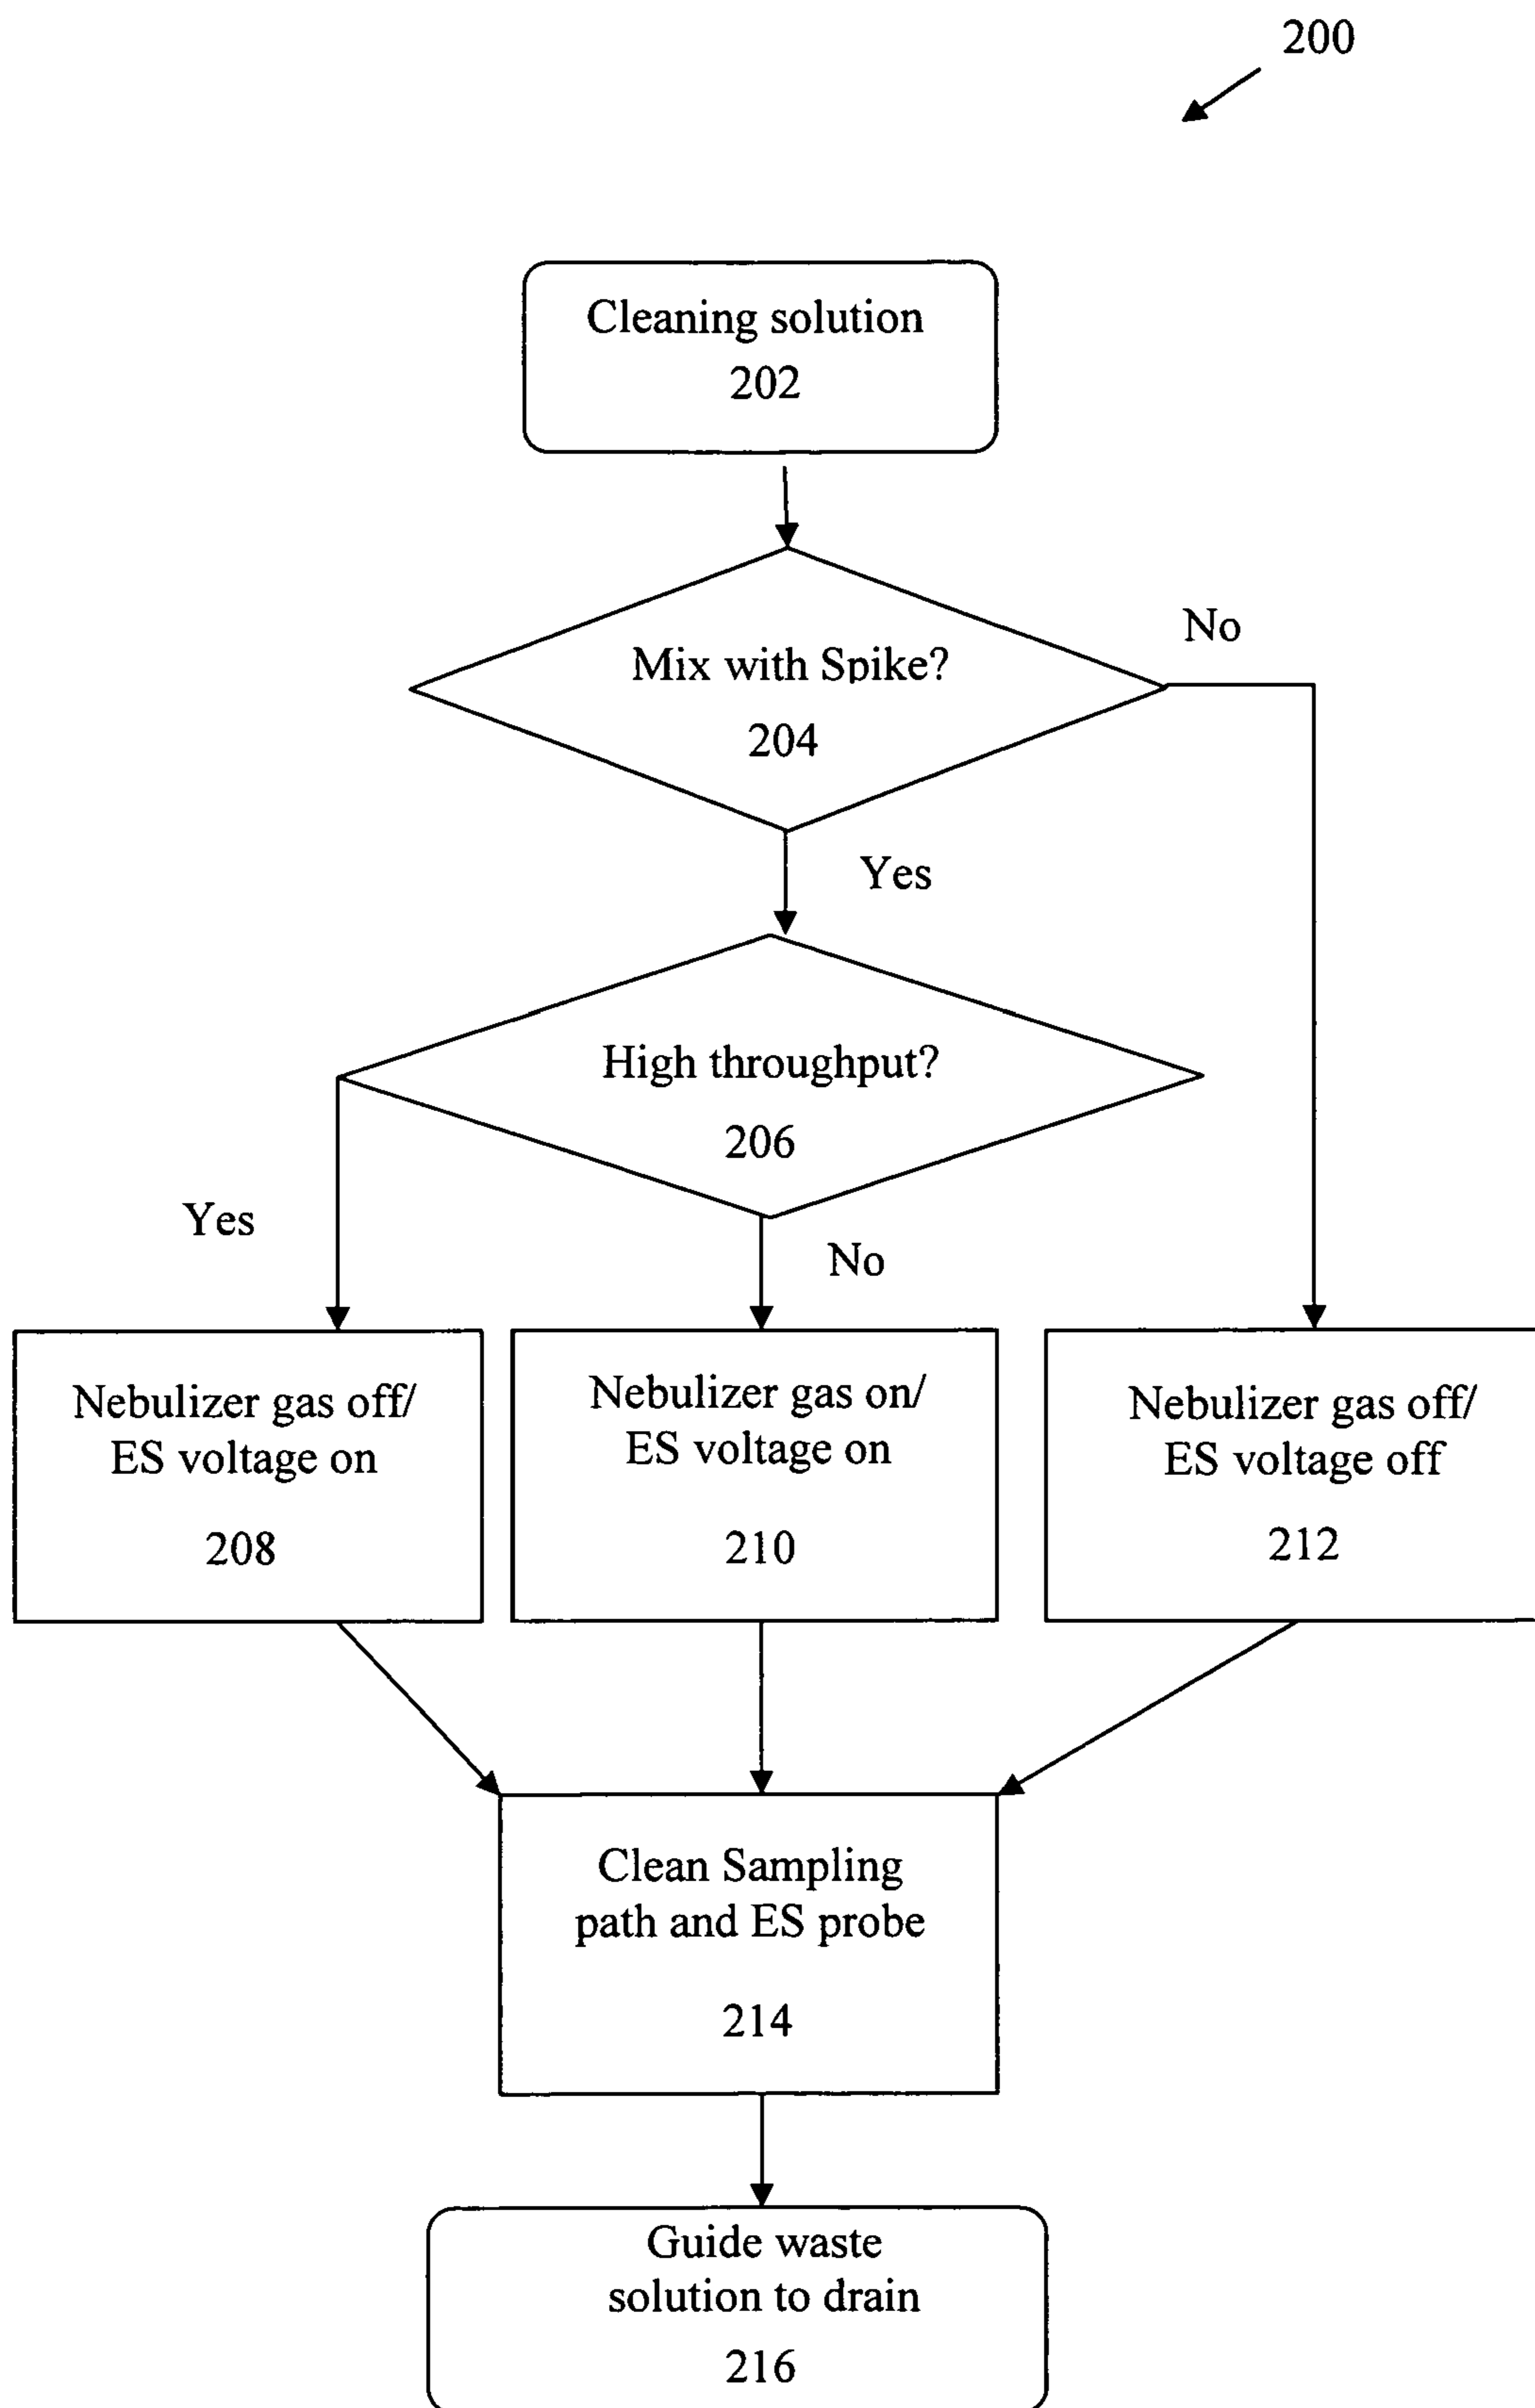 200
Cleaning solution
202
Mix with Spike?
204
No
Yes
High throughput?
206
Yes
No
Nebulizer gas off/
ES voltage on
208
Nebulizer gas on/
ES voltage on
210
Nebulizer gas off/
ES voltage off
212
Clean Sampling
path and ES probe
214
Guide waste
solution to drain
216